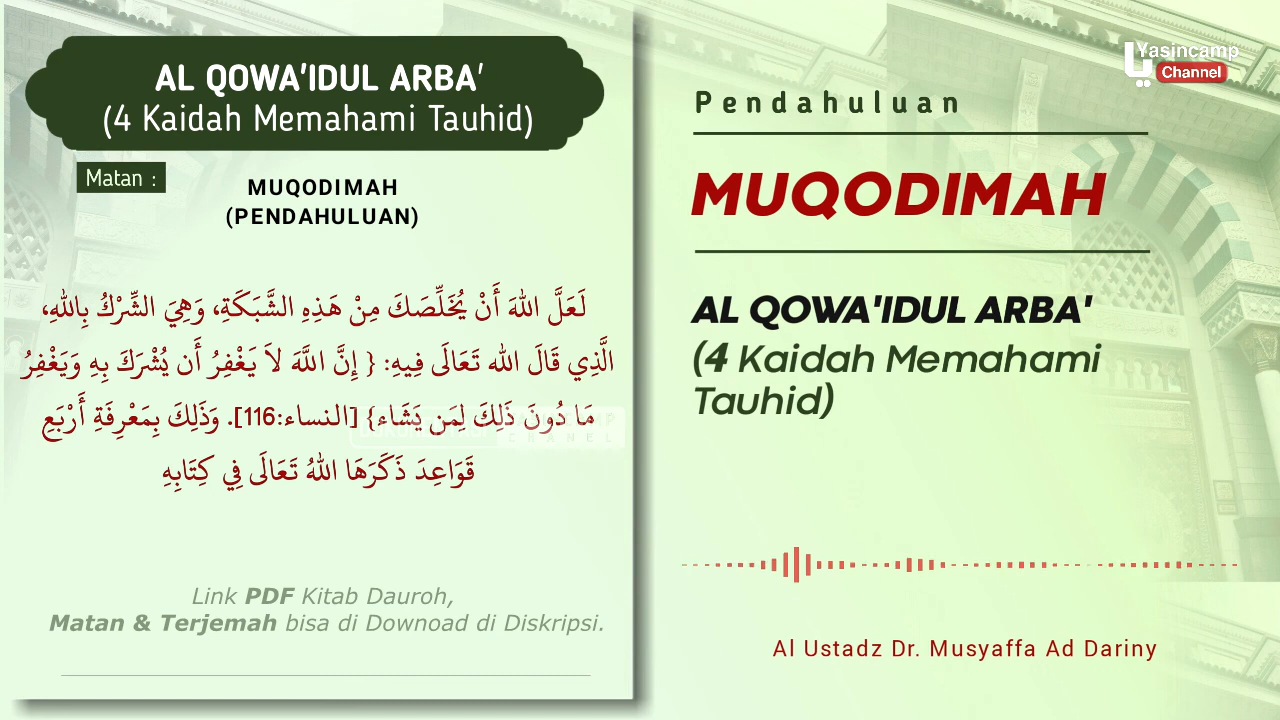 AL QOWA'IDUL ARBA'
(4 Kaidah Memahami Tauhid)
Matan :
MUQODIMAH
(PENDAHULUAN)
لَعَلَّ اللهَ أَنْ يُخَلِّصَكَ مِنْ هَذِهِ الشَّبَكَةِ، وَهِيَ الشِّرْكُ بِاللهِ،
الَّذِي قَالَ الله تَعَالَى فِيهِ: { إِنَّ اللَّهَ لاَ يَغْفِرُ أَن يُشْرَكَ بِهِ وَيَغْفِرُ
مَا دُونَ ذَلِكَ لِمَن يَشَاء} [النساء:116]. وَذَلِكَ بِمَعْرِفَةِ أَرْبَعِ
قَوَاعِدَ ذَكَرَهَا اللهُ تَعَالَى فِي كِتَابِهِ
Link PDF Kitab Dauroh,
Matan & Terjemah bisa di Downoad di Diskripsi.
Yasincamp
Channel
Pendahuluan
MUQODIMAH
AL QOWA'IDUL ARBA'
(4 Kaidah Memahami
Tauhid)
Al Ustadz Dr. Musyaffa Ad Dariny